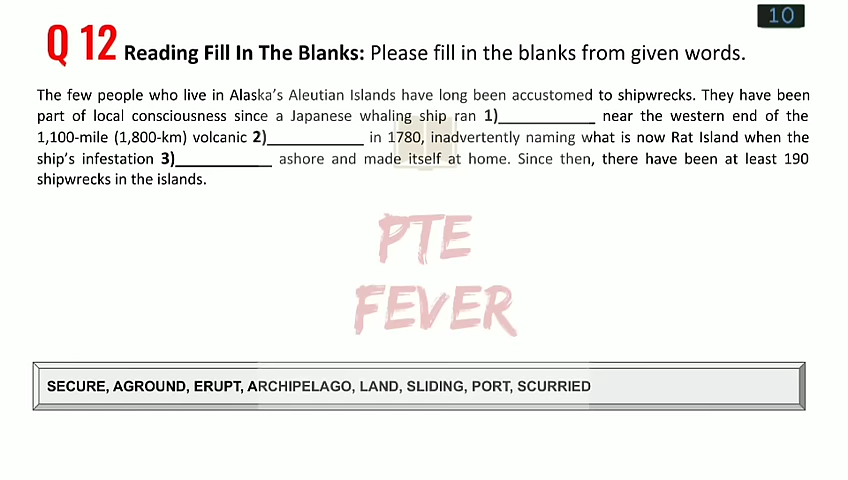 10
Q 12 Reading Fill In The Blanks: Please fill in the blanks from given words.
The few people who live in Alaska's Aleutian Islands have long been accustomed to shipwrecks. They have been
part of local consciousness since a Japanese whaling ship ran 1)____________ near the western end of the
1,100-mile (1,800-km) volcanic 2)____________ in 1780, inadvertently naming what is now Rat Island when the
ship's infestation 3)____________ ashore and made itself at home. Since then, there have been at least 190
shipwrecks in the islands.
PTE
FEVER
SECURE, AGROUND, ERUPT, ARCHIPELAGO, LAND, SLIDING, PORT, SCURRIED